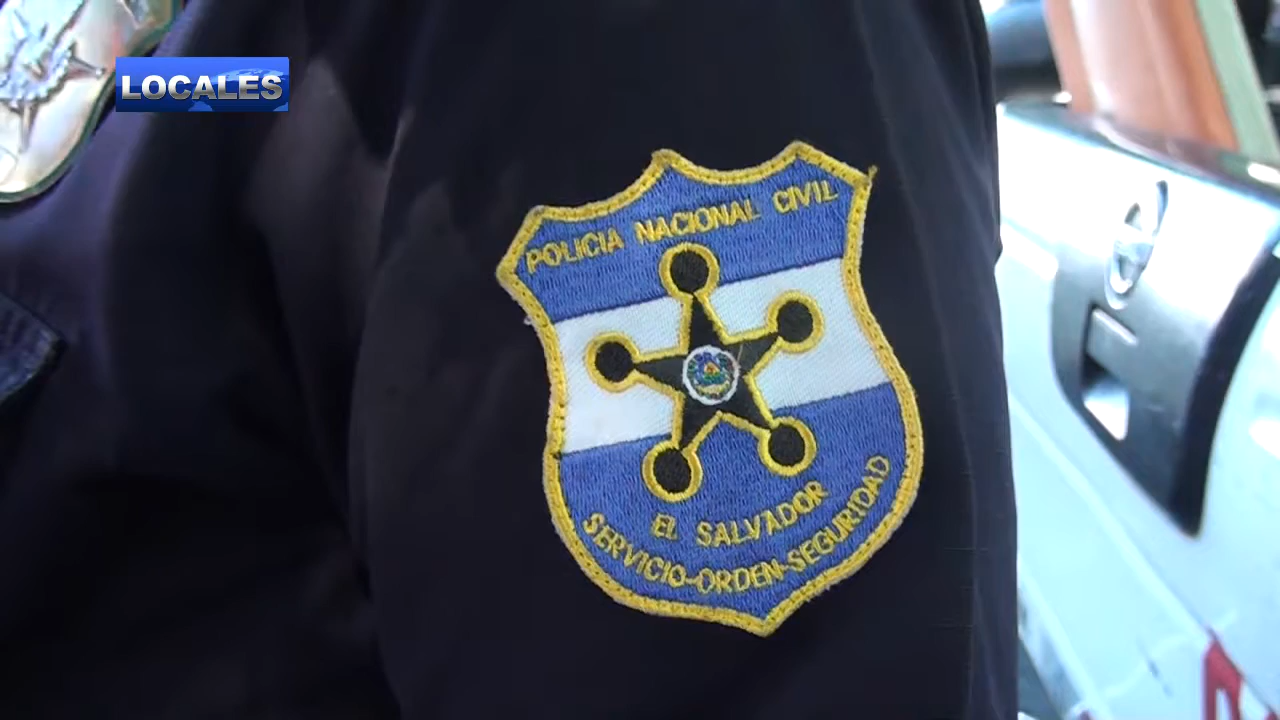 LOCALES
POLICIA NACIONAL CIVIL
EL SALVADOR
SERVICIO-ORDEN-SEGURIDAD